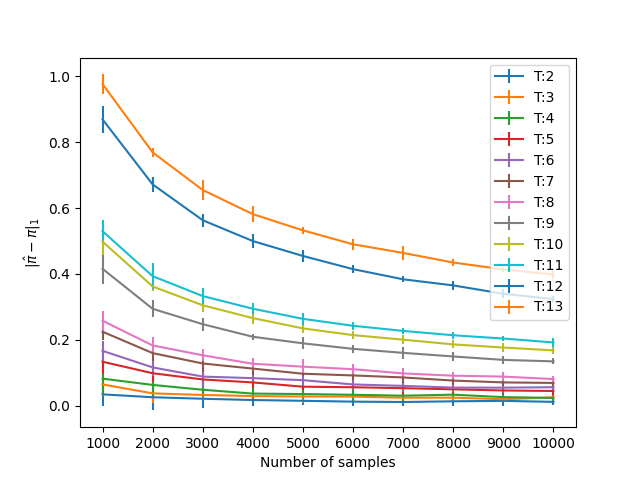 1.0
0.8
0.6
0.4
0.2
0.0
|π̂ − π|₁
1000 2000 3000 4000 5000 6000 7000 8000 9000 10000
Number of samples
T:2
T:3
T:4
T:5
T:6
T:7
T:8
T:9
T:10
T:11
T:12
T:13